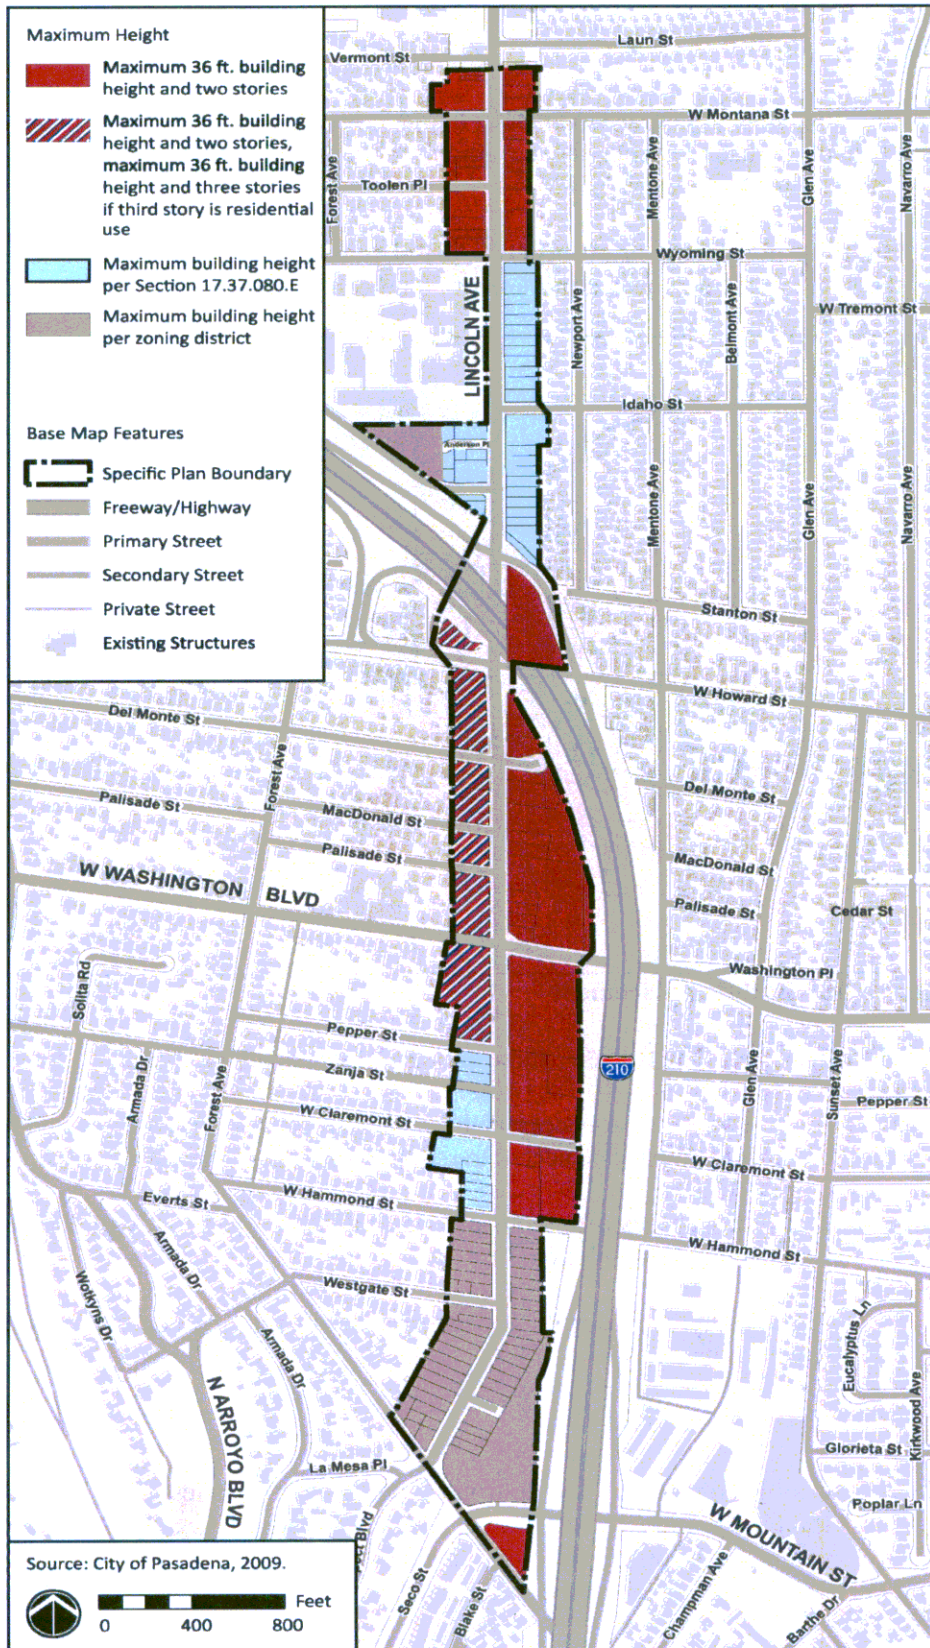 Maximum Height
Maximum 36 ft. building
height and two stories
Maximum 36 ft. building
height and two stories,
maximum 36 ft. building
height and three stories
if third story is residential
use
Maximum building height
per Section 17.37.080.E
Maximum building height
per zoning district
Base Map Features
Specific Plan Boundary
Freeway/Highway
Primary Street
Secondary Street
Private Street
Existing Structures
Laun St
Vermont St
W Montana St
Forest Ave
Toolen Pl
Mentone Ave
Glen Ave
Navarro Ave
Wyoming St
LINCOLN AVE
Newport Ave
Belmont Ave
W Tremont St
Idaho St
Anderson Pl
Mentone Ave
Glen Ave
Navarro Ave
Stanton St
W Howard St
Del Monte St
Forest Ave
Del Monte St
Palisade St
MacDonald St
Palisade St
MacDonald St
W WASHINGTON BLVD
Palisade St
Cedar St
Washington Pl
Solita Rd
Pepper St
Zanja St
210
Armada Dr
Forest Ave
W Claremont St
Glen Ave
Sunset Ave
Pepper St
W Claremont St
Everts St
W Hammond St
W Hammond St
Armada Dr
Wotkyns Dr
Westgate St
Armada Dr
Eucalyptus Ln
Kirkwood Ave
N ARROYO BLVD
La Mesa Pl
Glorieta St
Poplar Ln
W MOUNTAIN ST
Seco St
Blake St
Champman Ave
Barthe Dr
Source: City of Pasadena, 2009.
Feet
0 400 800